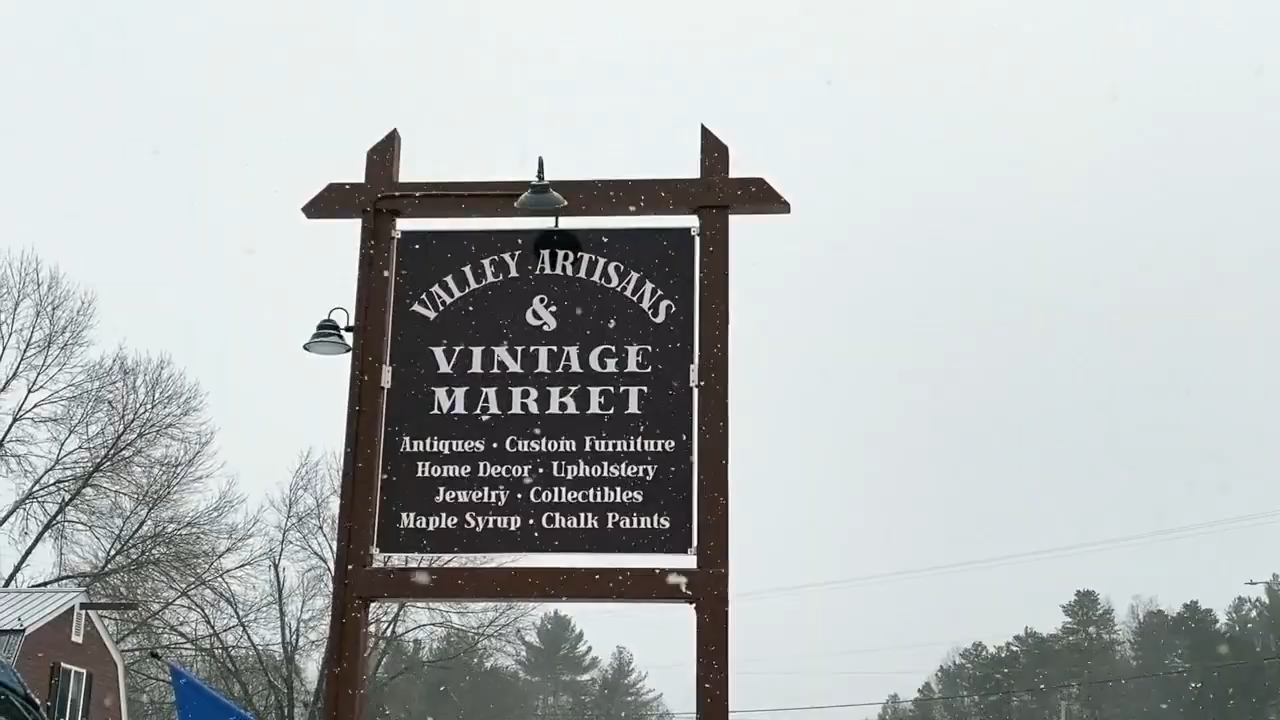 VALLEY ARTISANS
&
VINTAGE
MARKET
Antiques · Custom Furniture
Home Decor · Upholstery
Jewelry · Collectibles
Maple Syrup · Chalk Paints